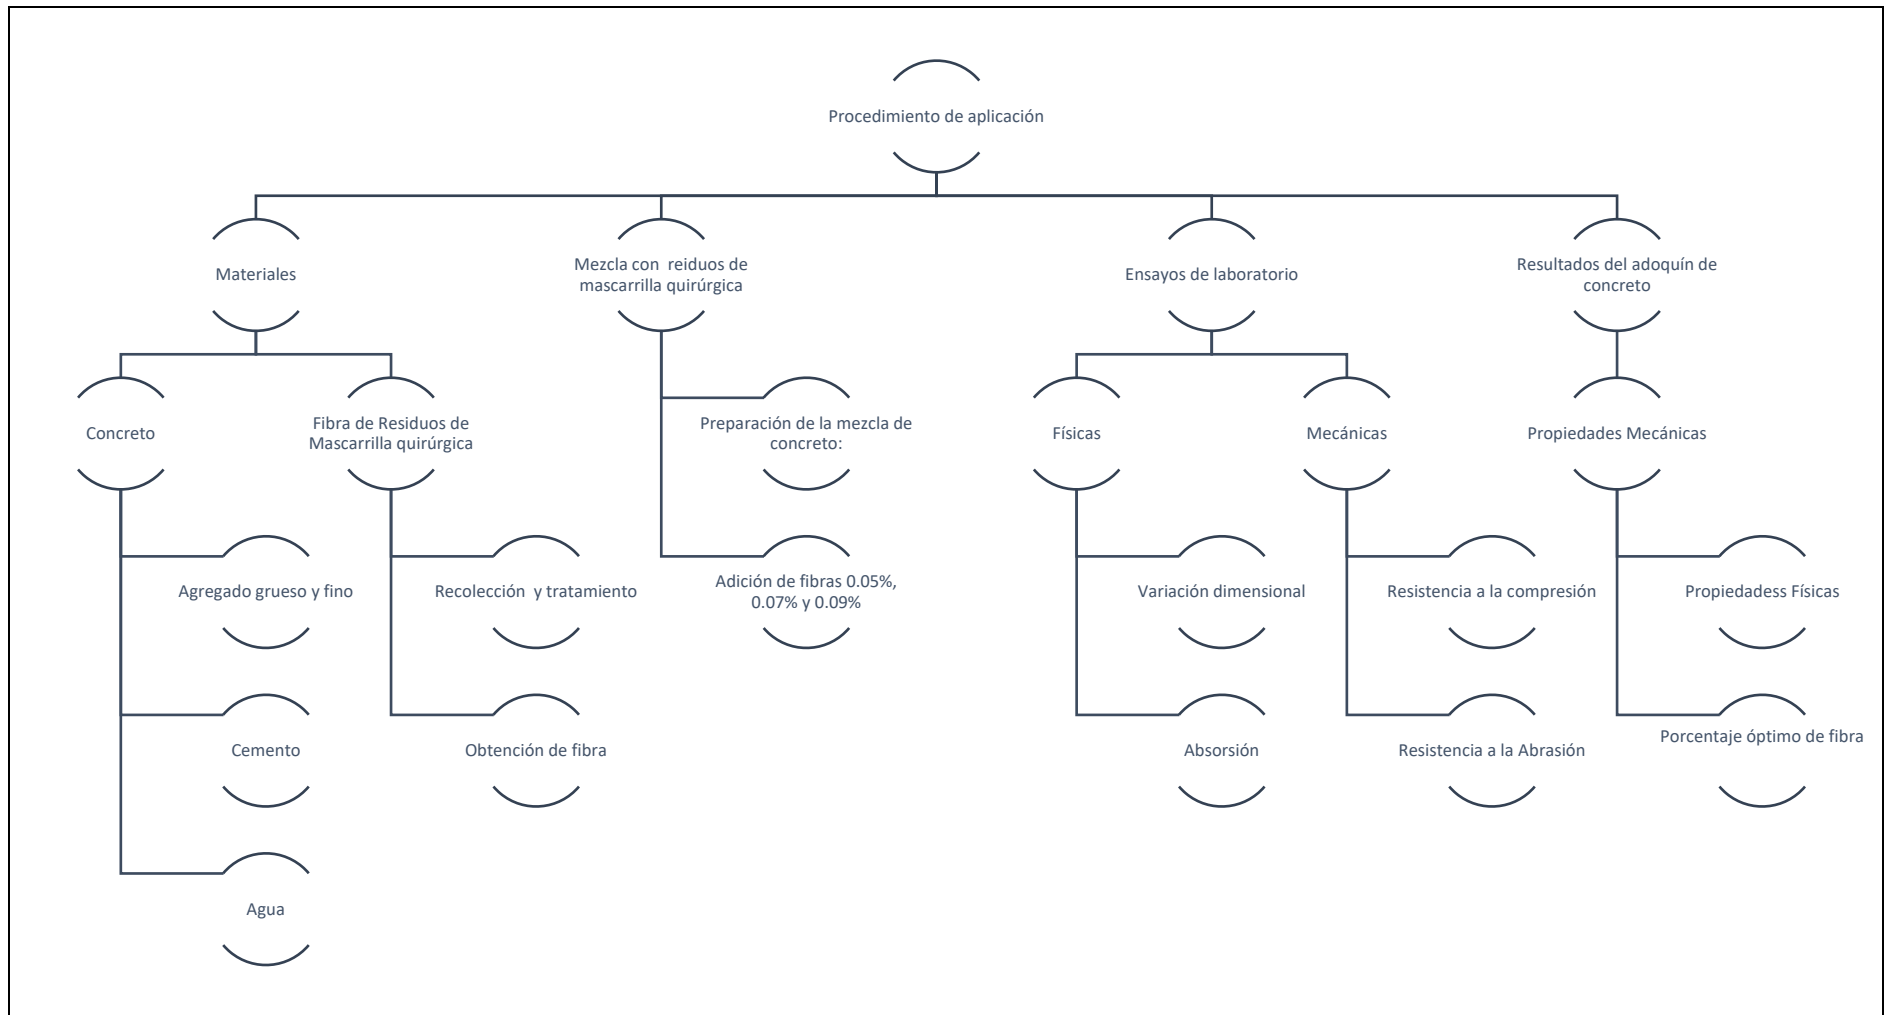 Procedimiento de aplicación
Materiales
Mezcla con  reiduos de
mascarrilla quirúrgica
Ensayos de laboratorio
Resultados del adoquín de
concreto
Concreto
Fibra de Residuos de
Mascarrilla quirúrgica
Preparación de la mezcla de
concreto:
Físicas
Mecánicas
Propiedades Mecánicas
Agregado grueso y fino
Recolección  y tratamiento
Adición de fibras 0.05%,
0.07% y 0.09%
Variación dimensional
Resistencia a la compresión
Propiedadess Físicas
Cemento
Obtención de fibra
Absorsión
Resistencia a la Abrasión
Porcentaje óptimo de fibra
Agua